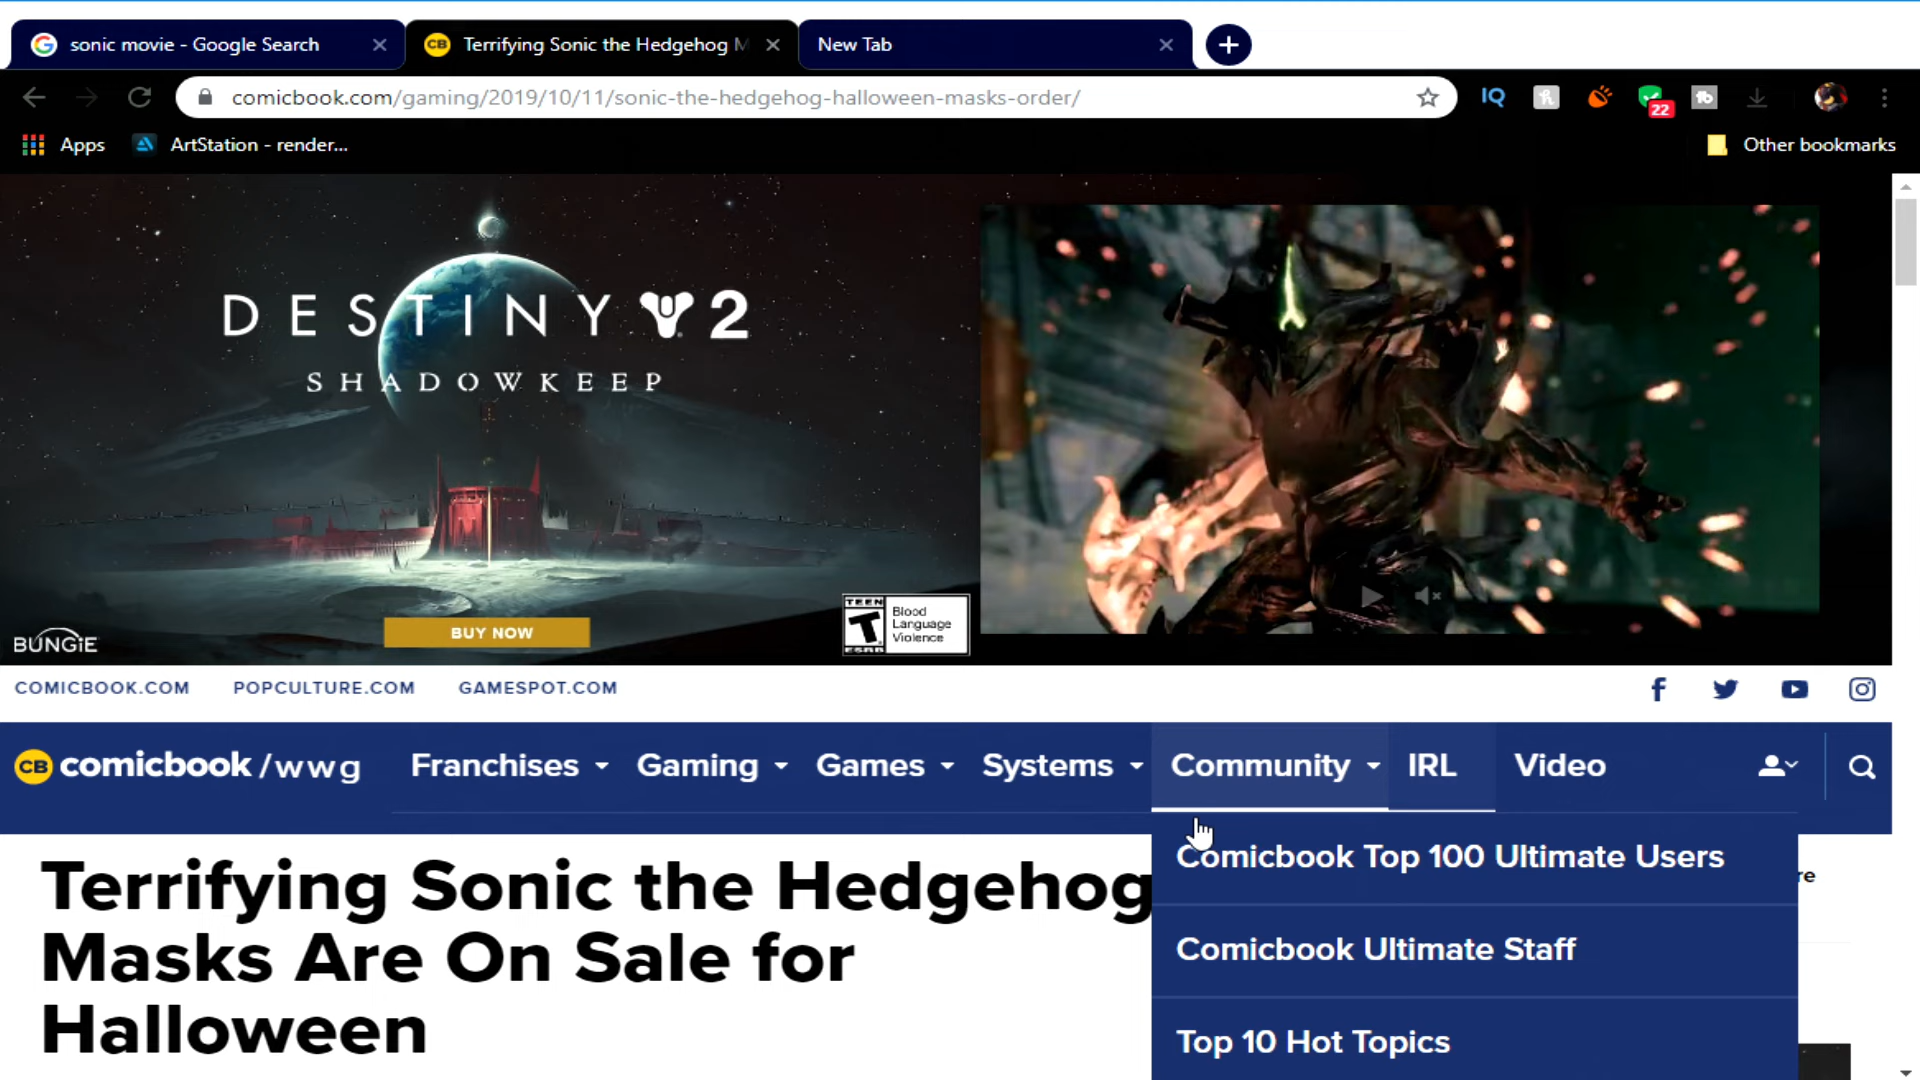 sonic movie - Google Search
CB Terrifying Sonic the Hedgehog M
New Tab
comicbook.com/gaming/2019/10/11/sonic-the-hedgehog-halloween-masks-order/
IQ
22
Apps
ArtStation - render...
Other bookmarks
DESTINY 2
SHADOWKEEP
BUNGiE
BUY NOW
TEEN
T
ESRB
Blood
Language
Violence
COMICBOOK.COM POPCULTURE.COM GAMESPOT.COM
CB comicbook /wwg Franchises Gaming Games Systems Community IRL Video
Comicbook Top 100 Ultimate Users
Comicbook Ultimate Staff
Top 10 Hot Topics
re
Terrifying Sonic the Hedgehog
Masks Are On Sale for
Halloween